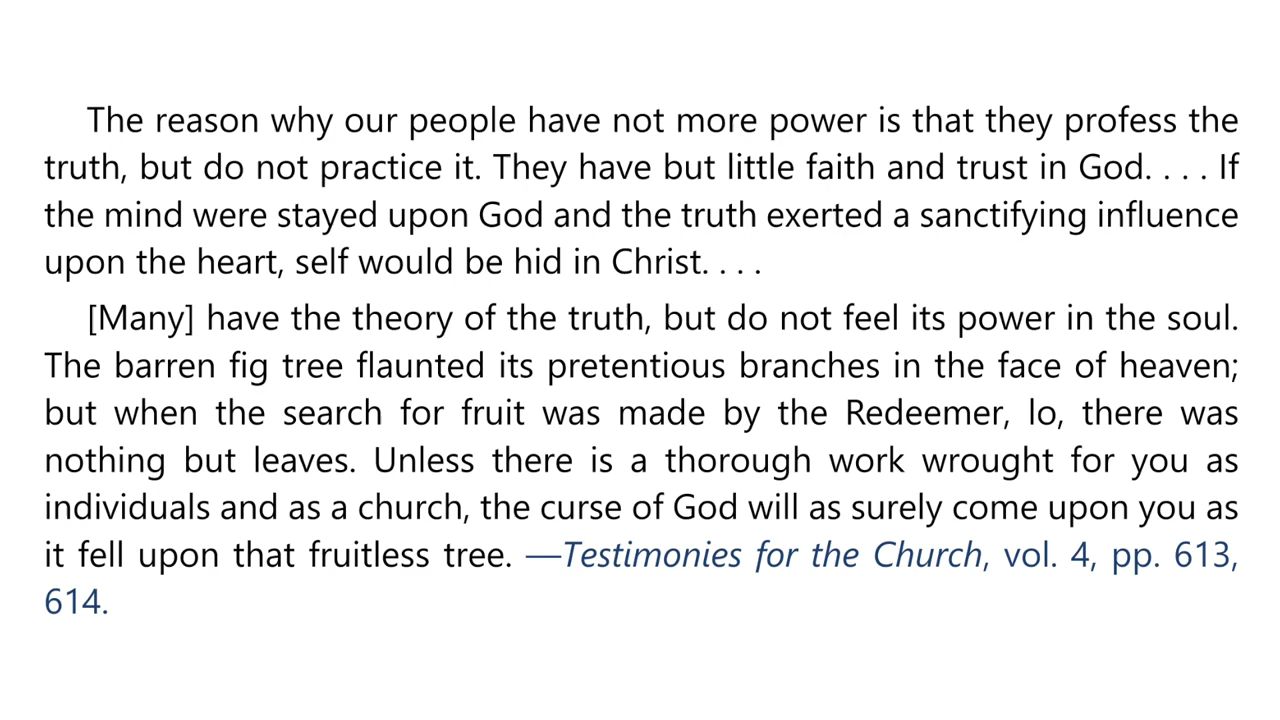 The reason why our people have not more power is that they profess the
truth, but do not practice it. They have but little faith and trust in God. . . . If
the mind were stayed upon God and the truth exerted a sanctifying influence
upon the heart, self would be hid in Christ. . . .
[Many] have the theory of the truth, but do not feel its power in the soul.
The barren fig tree flaunted its pretentious branches in the face of heaven;
but when the search for fruit was made by the Redeemer, lo, there was
nothing but leaves. Unless there is a thorough work wrought for you as
individuals and as a church, the curse of God will as surely come upon you as
it fell upon that fruitless tree. —Testimonies for the Church, vol. 4, pp. 613,
614.